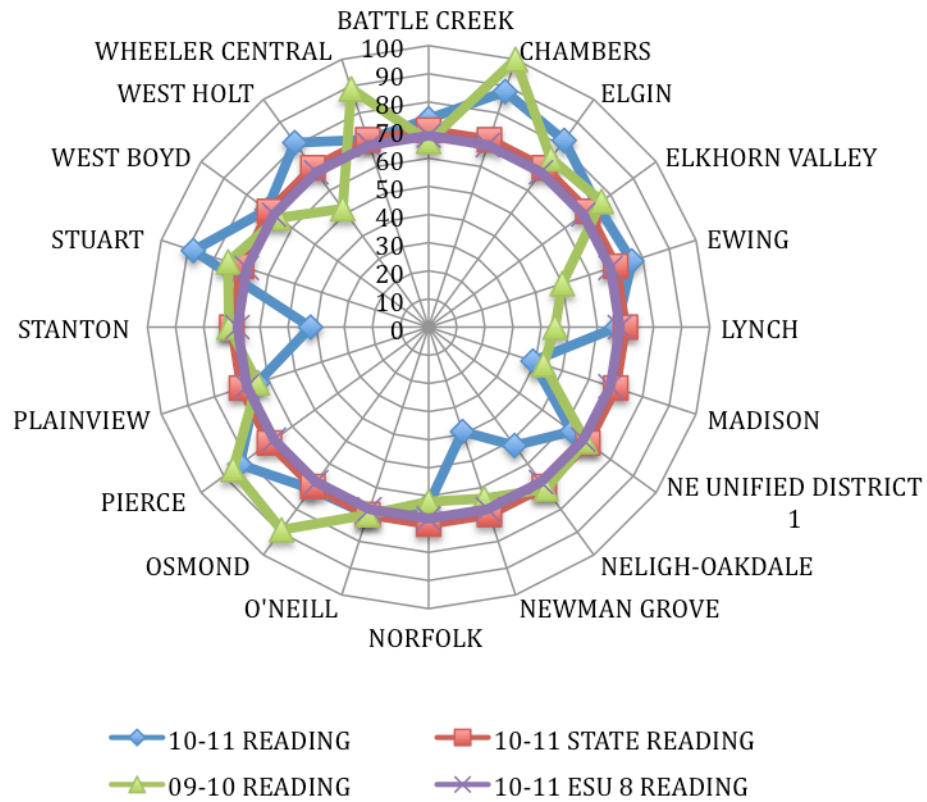 BATTLE CREEK
WHEELER CENTRAL
CHAMBERS
WEST HOLT
ELGIN
WEST BOYD
ELKHORN VALLEY
STUART
EWING
STANTON
LYNCH
PLAINVIEW
MADISON
PIERCE
NE UNIFIED DISTRICT
1
OSMOND
NELIGH-OAKDALE
O'NEILL
NEWMAN GROVE
NORFOLK
100
90
80
70
60
50
40
30
20
10
0
10-11 READING
10-11 STATE READING
09-10 READING
10-11 ESU 8 READING